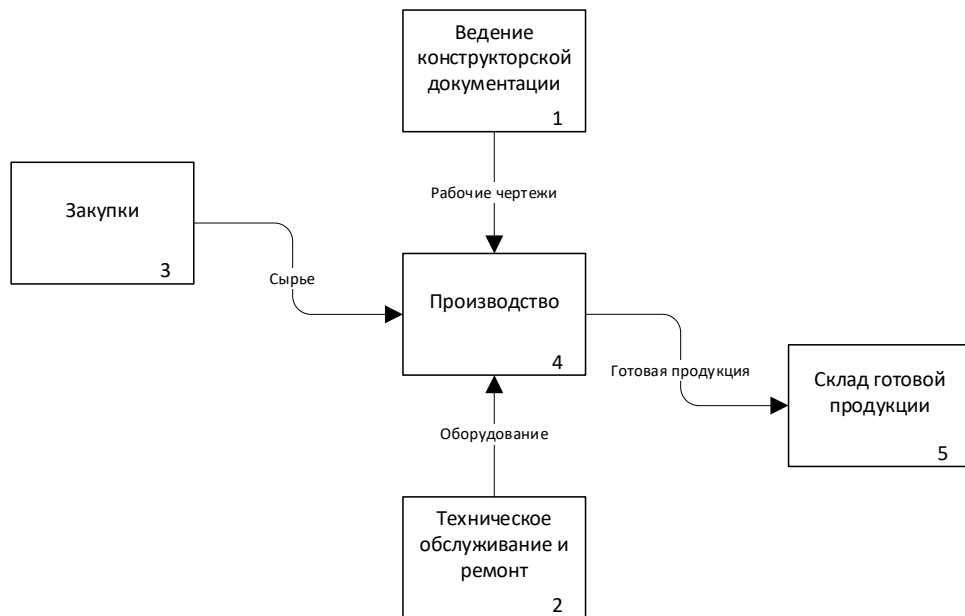 Ведение
конструкторской
документации
1
Рабочие чертежи
Закупки
3
Сырье
Производство
4
Готовая продукция
Склад готовой
продукции
5
Оборудование
Техническое
обслуживание и
ремонт
2